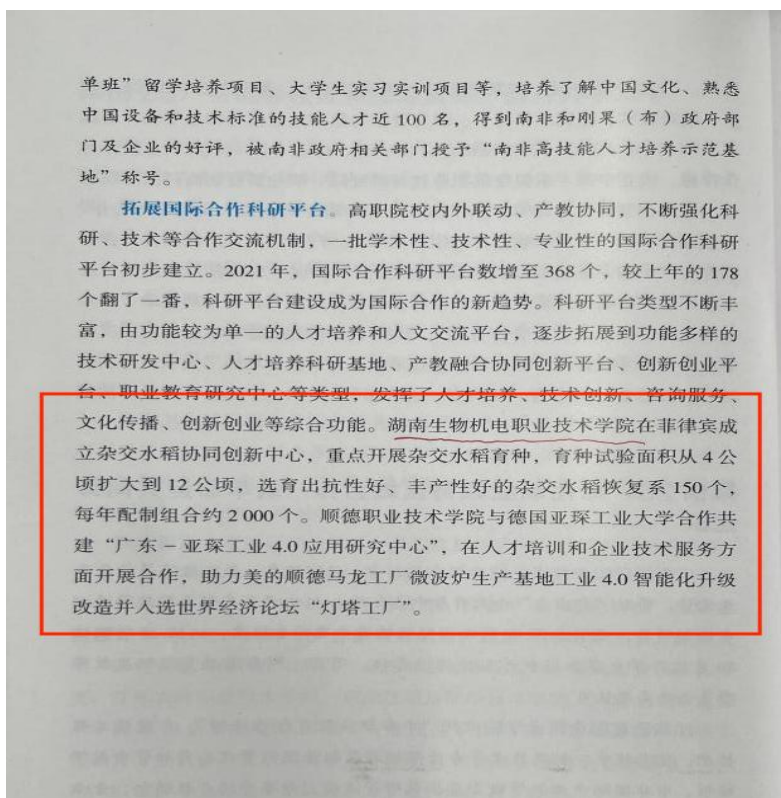 单班”留学培养项目、大学生实习实训项目等，培养了解中国文化、熟悉
中国设备和技术标准的技能人才近 100 名，得到南非和刚果（布）政府部
门及企业的好评，被南非政府相关部门授予“南非高技能人才培养示范基
地”称号。
拓展国际合作科研平台。高职院校内外联动、产教协同，不断强化科
研、技术等合作交流机制，一批学术性、技术性、专业性的国际合作科研
平台初步建立。2021 年，国际合作科研平台数增至 368 个，较上年的 178
个翻了一番，科研平台建设成为国际合作的新趋势。科研平台类型不断丰
富，由功能较为单一的人才培养和人文交流平台，逐步拓展到功能多样的
技术研发中心、人才培养科研基地、产教融合协同创新平台、创新创业平
台、职业教育研究中心等类型，发挥了人才培养、技术创新、咨询服务、
文化传播、创新创业等综合功能。湖南生物机电职业技术学院在菲律宾成
立杂交水稻协同创新中心，重点开展杂交水稻育种，育种试验面积从 4 公
顷扩大到 12 公顷，选育出抗性好、丰产性好的杂交水稻恢复系 150 个，
每年配制组合约 2 000 个。顺德职业技术学院与德国亚琛工业大学合作共
建“广东－亚琛工业 4.0 应用研究中心”，在人才培训和企业技术服务方
面开展合作，助力美的顺德马龙工厂微波炉生产基地工业 4.0 智能化升级
改造并入选世界经济论坛“灯塔工厂”。